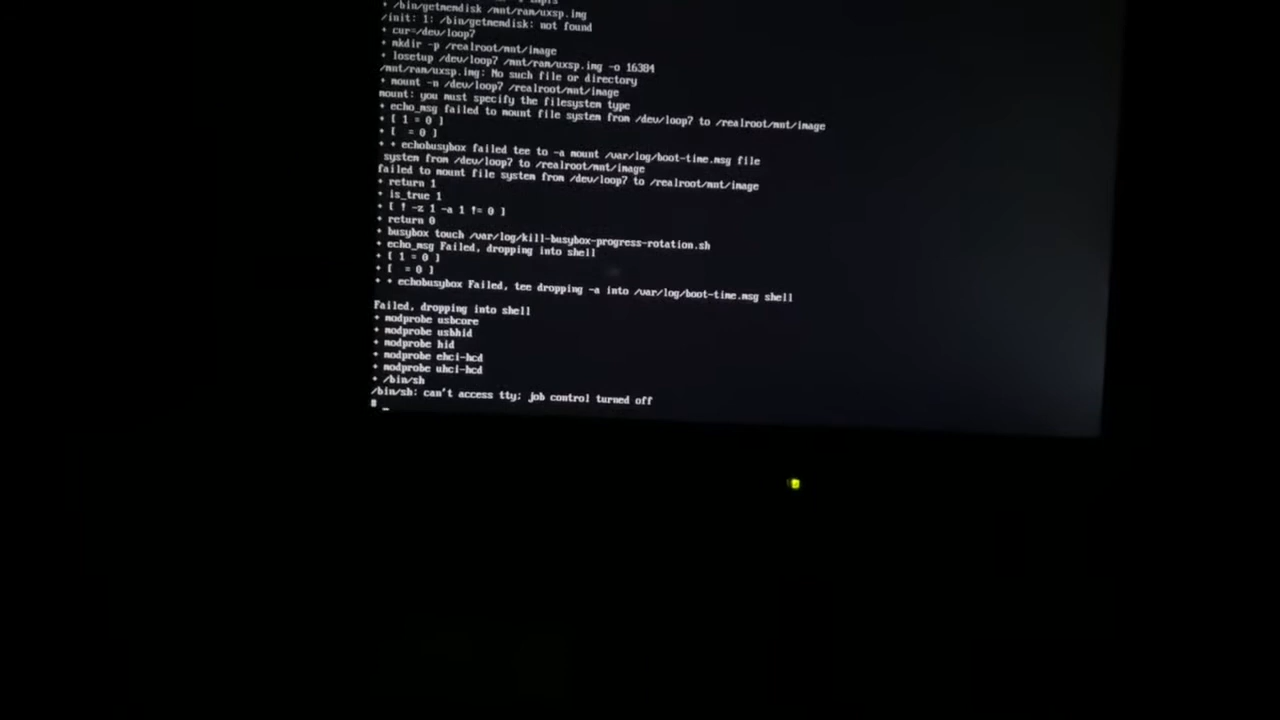 + /bin/getmemdisk /mnt/ram/uxsp.img
/init: 1: /bin/getmemdisk: not found
+ cur=/dev/loop7
+ mkdir -p /realroot/mnt/image
+ losetup /dev/loop7 /mnt/ram/uxsp.img -o 16384
/mnt/ram/uxsp.img: No such file or directory
+ mount -n /dev/loop7 /realroot/mnt/image
mount: you must specify the filesystem type
+ echo_msg failed to mount file system from /dev/loop7 to /realroot/mnt/image
+ [ 1 = 0 ]
+ [  = 0 ]
+ + echobusybox failed tee to -a mount /var/log/boot-time.msg file
 system from /dev/loop7 to /realroot/mnt/image
failed to mount file system from /dev/loop7 to /realroot/mnt/image
+ return 1
+ is_true 1
+ [ ! -z 1 -a 1 != 0 ]
+ return 0
+ busybox touch /var/log/kill-busybox-progress-rotation.sh
+ echo_msg Failed, dropping into shell
+ [ 1 = 0 ]
+ [  = 0 ]
+ + echobusybox Failed, tee dropping -a into /var/log/boot-time.msg shell
Failed, dropping into shell
+ modprobe usbcore
+ modprobe usbhid
+ modprobe hid
+ modprobe ehci-hcd
+ modprobe uhci-hcd
+ /bin/sh
/bin/sh: can't access tty; job control turned off
# _